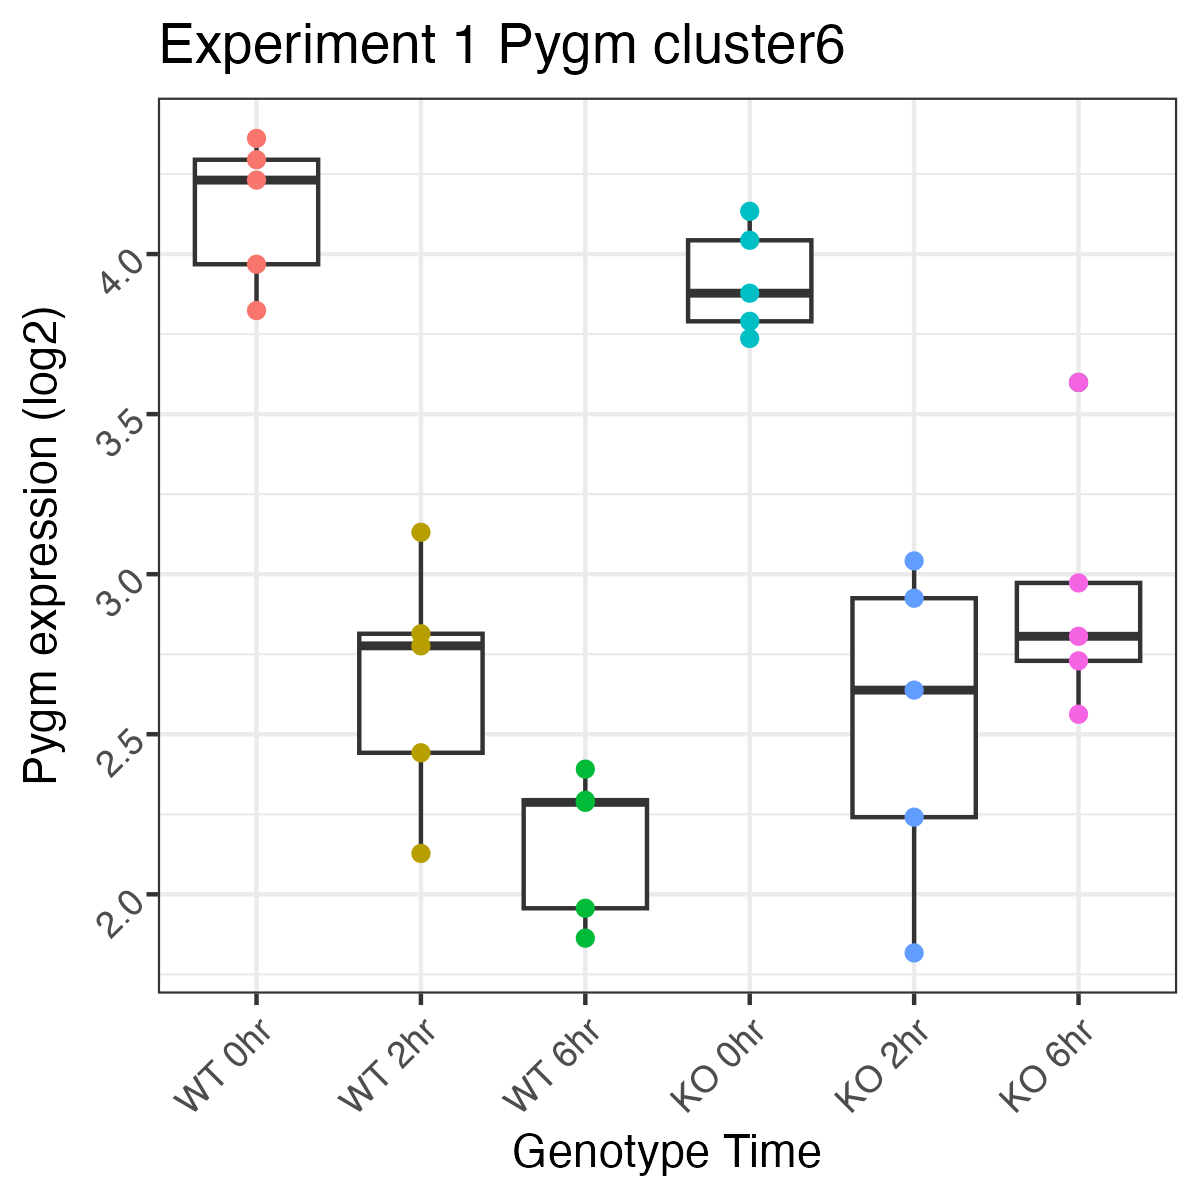 Experiment 1 Pygm cluster6
Pygm expression (log2)
4.0
3.5
3.0
2.5
2.0
WT 0hr
WT 2hr
WT 6hr
KO 0hr
KO 2hr
KO 6hr
Genotype Time